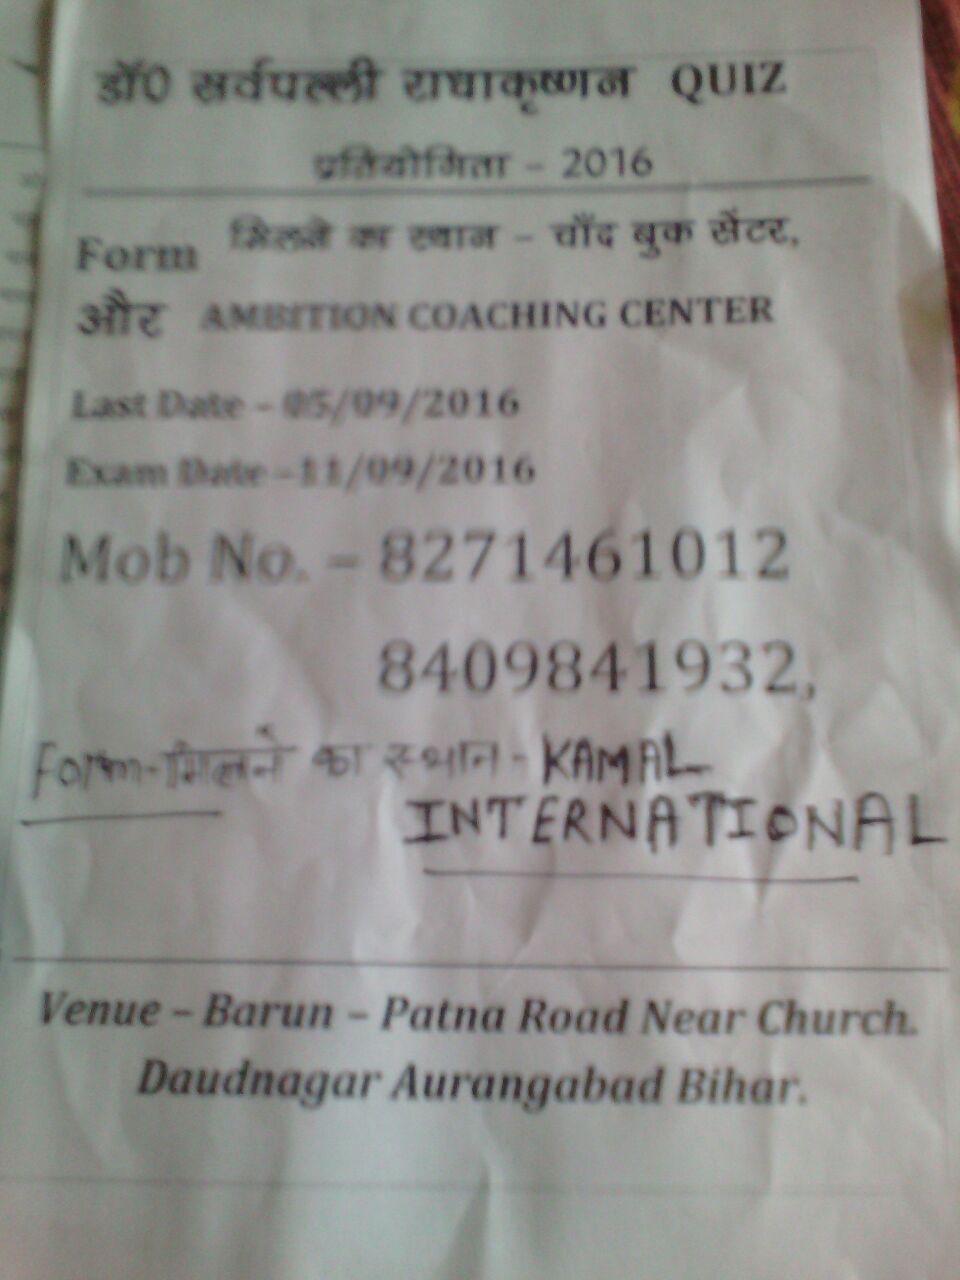 डॉ0 सर्वपल्ली राधाकृष्णन QUIZ
प्रतियोगिता – 2016
Form मिलने का स्थान – चाँद बुक सेंटर,
और AMBITION COACHING CENTER
Last Date – 05/09/2016
Exam Date –11/09/2016
Mob No. – 8271461012
8409841932,
Form-मिलने का स्थान - KAMAL
INTERNATIONAL
Venue – Barun – Patna Road Near Church.
Daudnagar Aurangabad Bihar.